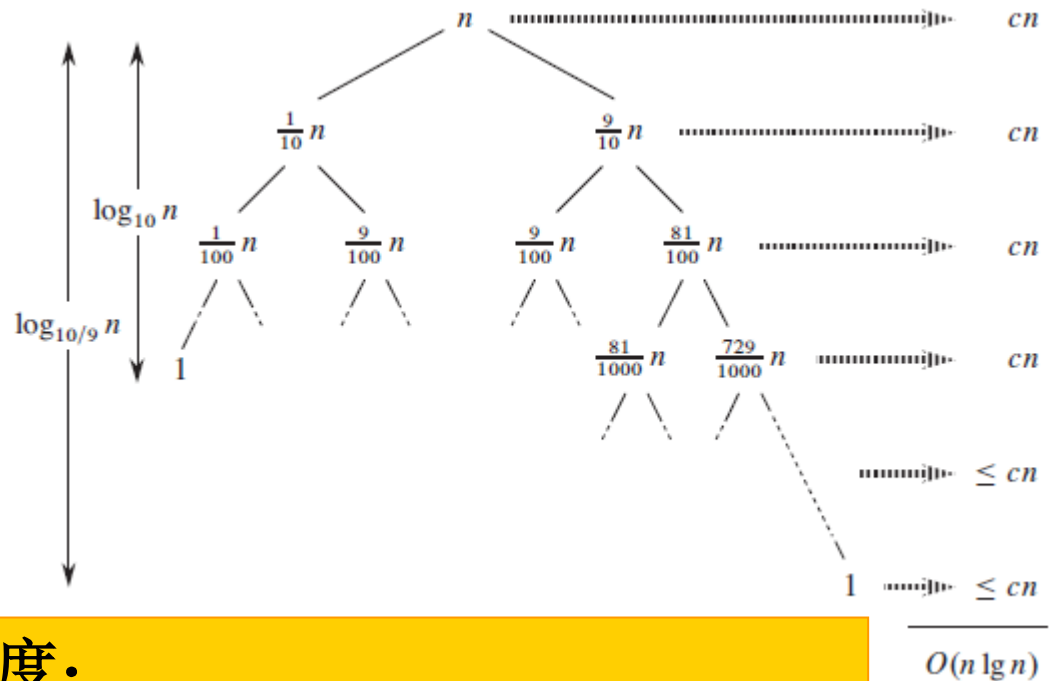 n cn
1/10 n 9/10 n cn
log₁₀ n
1/100 n 9/100 n 9/100 n 81/100 n cn
log₁₀/₉ n
1 81/1000 n 729/1000 n cn
≤ cn
1 ≤ cn
度.
O(n lg n)